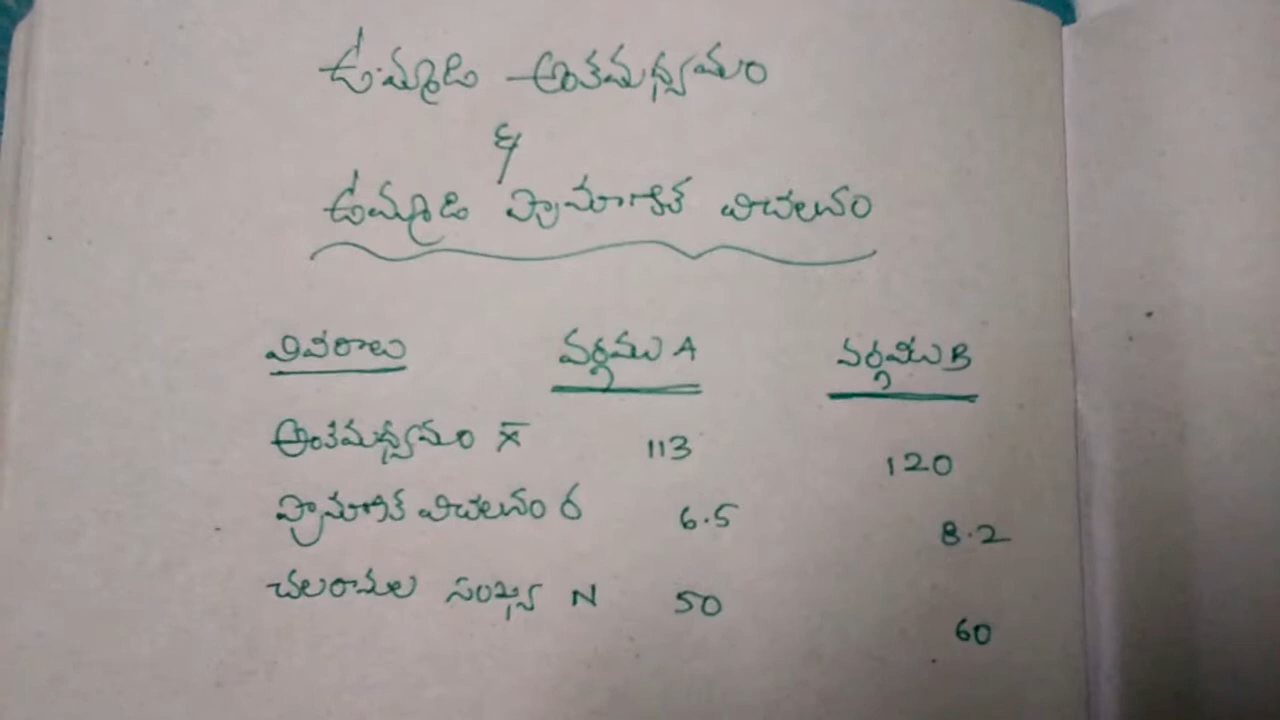 ఉమ్మడి అంకమధ్యమం
&
ఉమ్మడి ప్రామాణిక విచలనం
వివరాలు వర్గము A వర్గము B
అంకమధ్యమం x̄ 113 120
ప్రామాణిక విచలనం σ 6.5 8.2
చలరాశుల సంఖ్య N 50 60